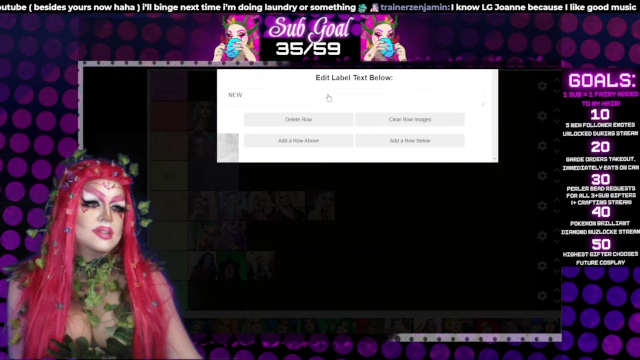 outube ( besides yours now haha ) i'll binge next time i'm doing laundry or something trainerzenjamin: I know LG Joanne because I like good music
Sub Goal
35/59
Edit Label Text Below:
NEW
Delete Row
Clear Row Images
Add a Row Above
Add a Row Below
GOALS:
1 SUB = 1 FAIRY ADDED
TO MY HAIR!
10
5 NEW FOLLOWER EMOTES
UNLOCKED DURING STREAM
20
GARDE ORDERS TAKEOUT,
IMMEDIATELY EATS ON CAM
30
PERLER BEAD REQUESTS
FOR ALL 3+SUB GIFTERS
(+ CRAFTING STREAM)
40
POKEMON BRILLIANT
DIAMOND NUZLOCKE STREAM
50
HIGHEST GIFTER CHOOSES
FUTURE COSPLAY